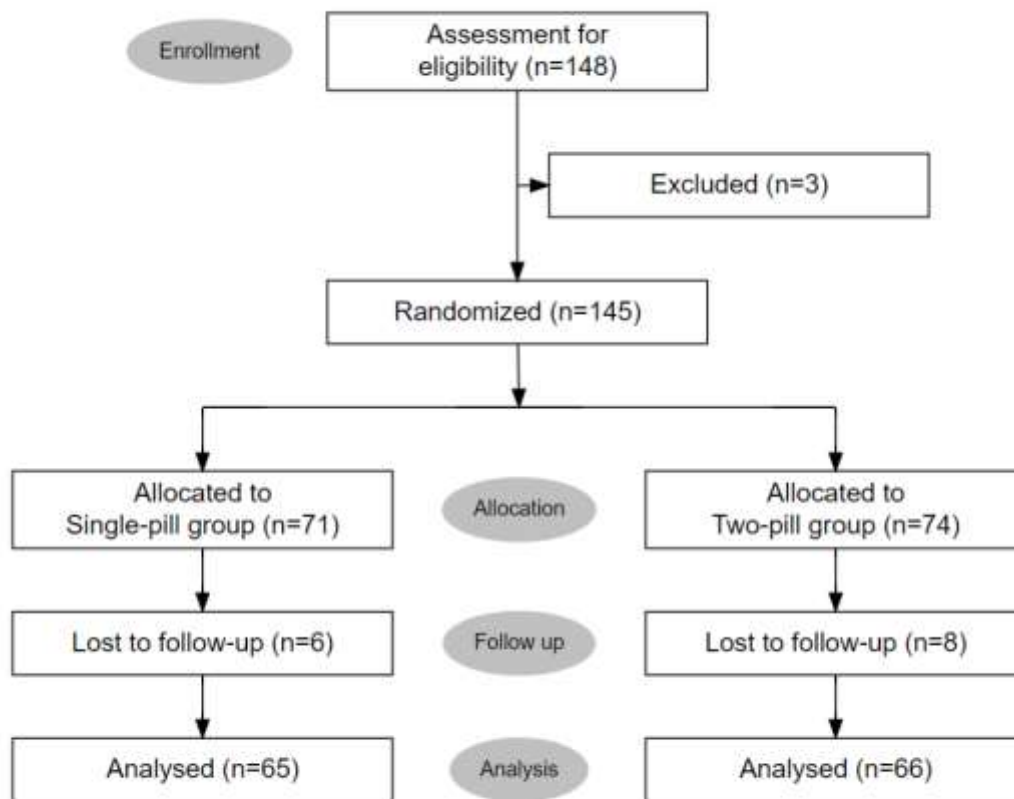 Enrollment
Assessment for
eligibility (n=148)
Excluded (n=3)
Randomized (n=145)
Allocated to
Single-pill group (n=71)
Allocation
Allocated to
Two-pill group (n=74)
Lost to follow-up (n=6)
Follow up
Lost to follow-up (n=8)
Analysed (n=65)
Analysis
Analysed (n=66)